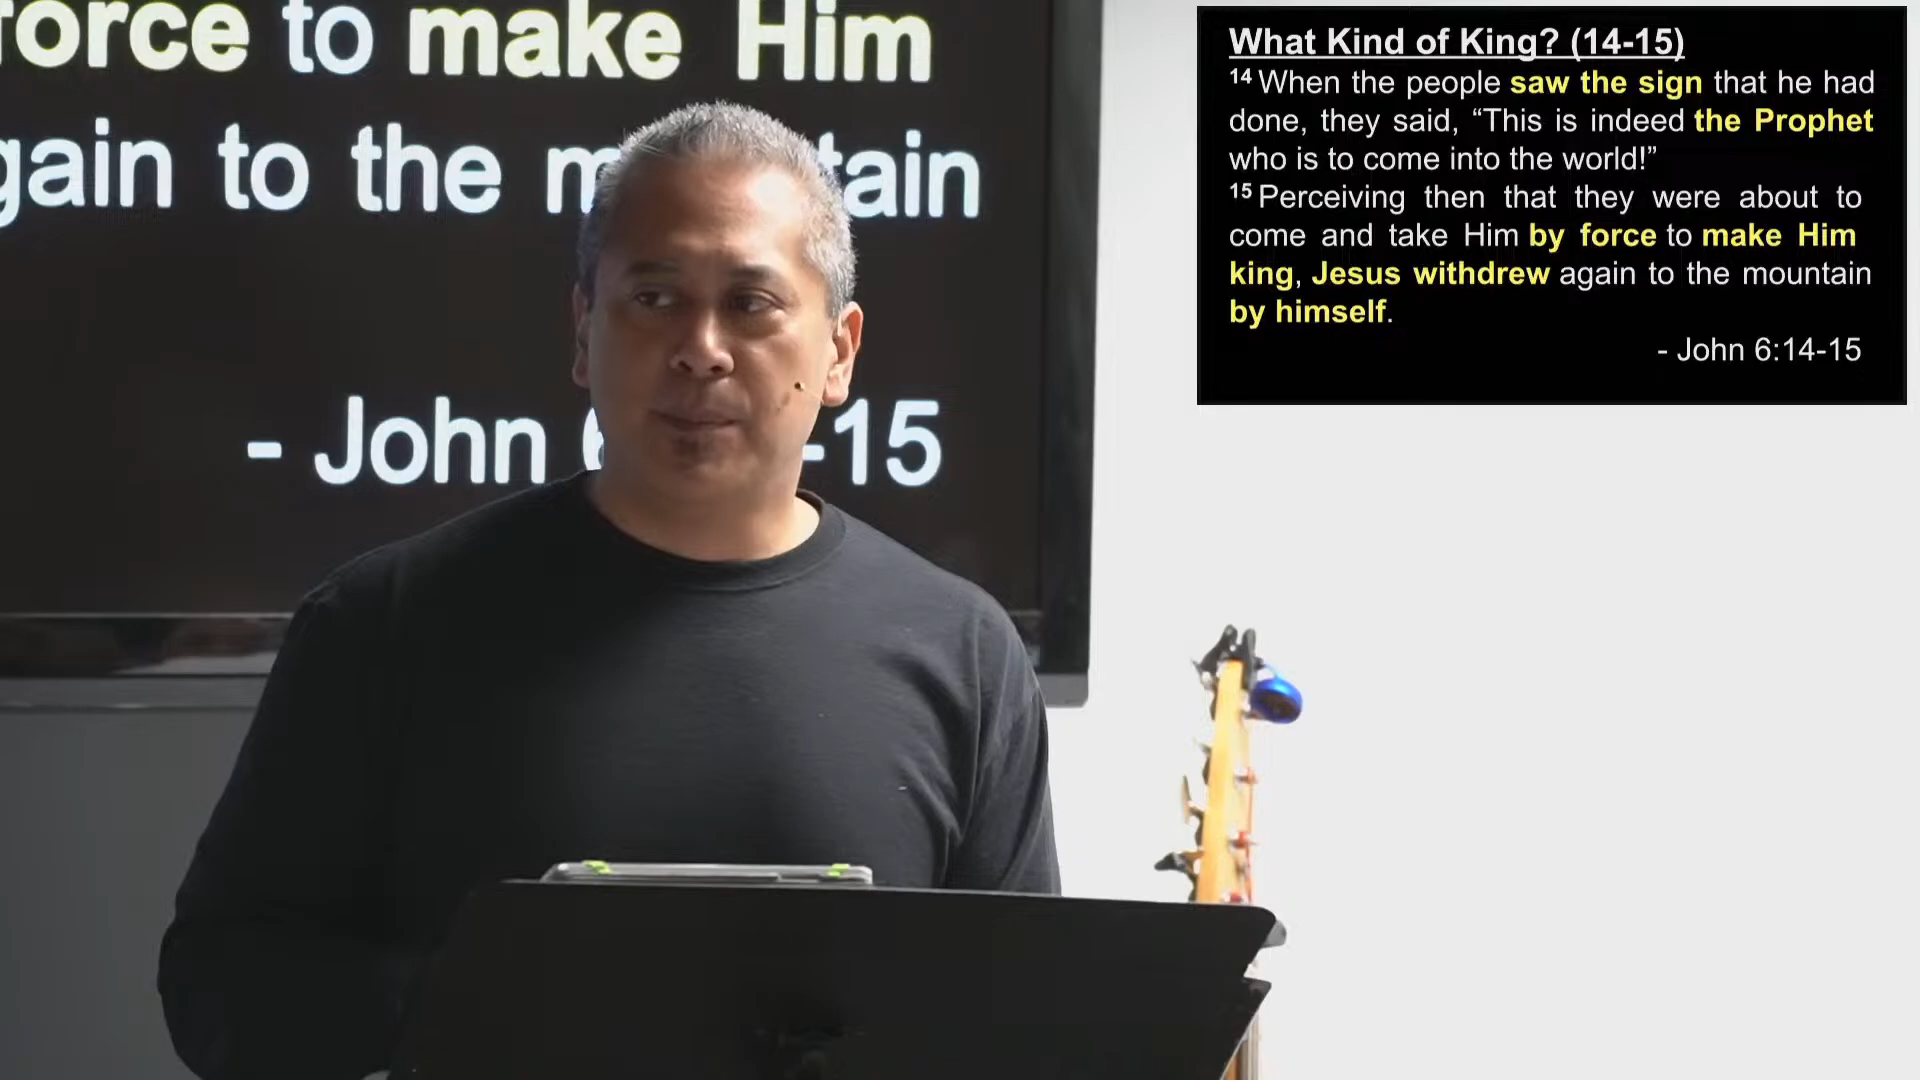 force to make Him
gain to the m tain
- John 6 -15
What Kind of King? (14-15)
14 When the people saw the sign that he had
done, they said, “This is indeed the Prophet
who is to come into the world!”
15 Perceiving then that they were about to
come and take Him by force to make Him
king, Jesus withdrew again to the mountain
by himself.
- John 6:14-15